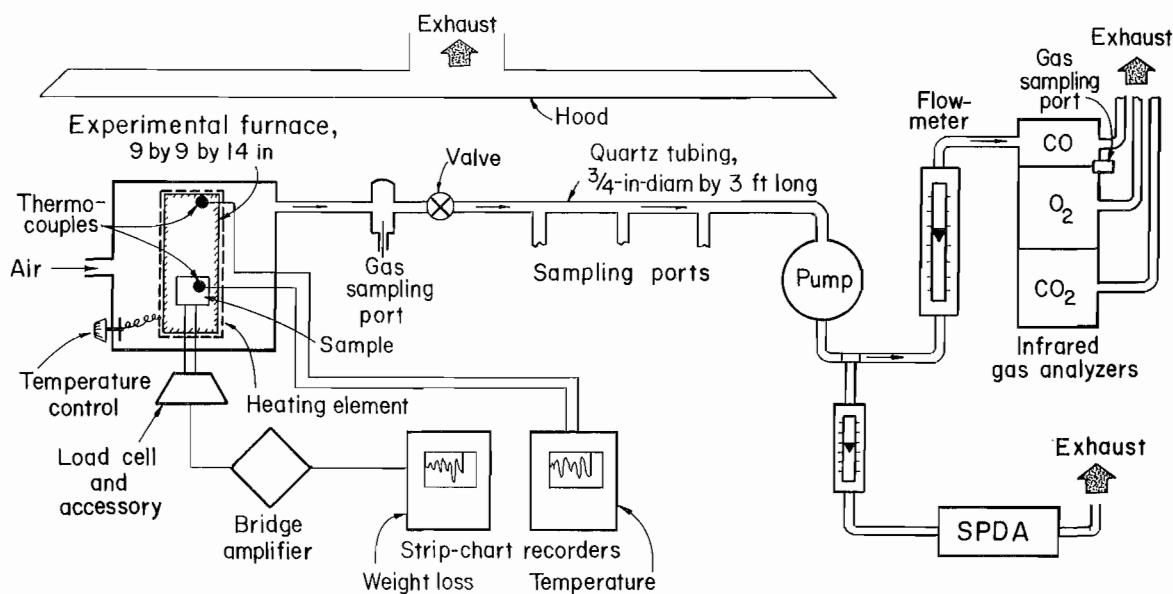 Exhaust
Hood
Experimental furnace,
9 by 9 by 14 in
Thermo-
couples
Air
Temperature
control
Load cell
and
accessory
Sample
Heating element
Bridge
amplifier
Strip-chart recorders
Weight loss
Temperature
Valve
Gas
sampling
port
Quartz tubing,
3/4-in-diam by 3 ft long
Sampling ports
Pump
Flow-
meter
Exhaust
Gas
sampling
port
CO
O2
CO2
Infrared
gas analyzers
Exhaust
SPDA